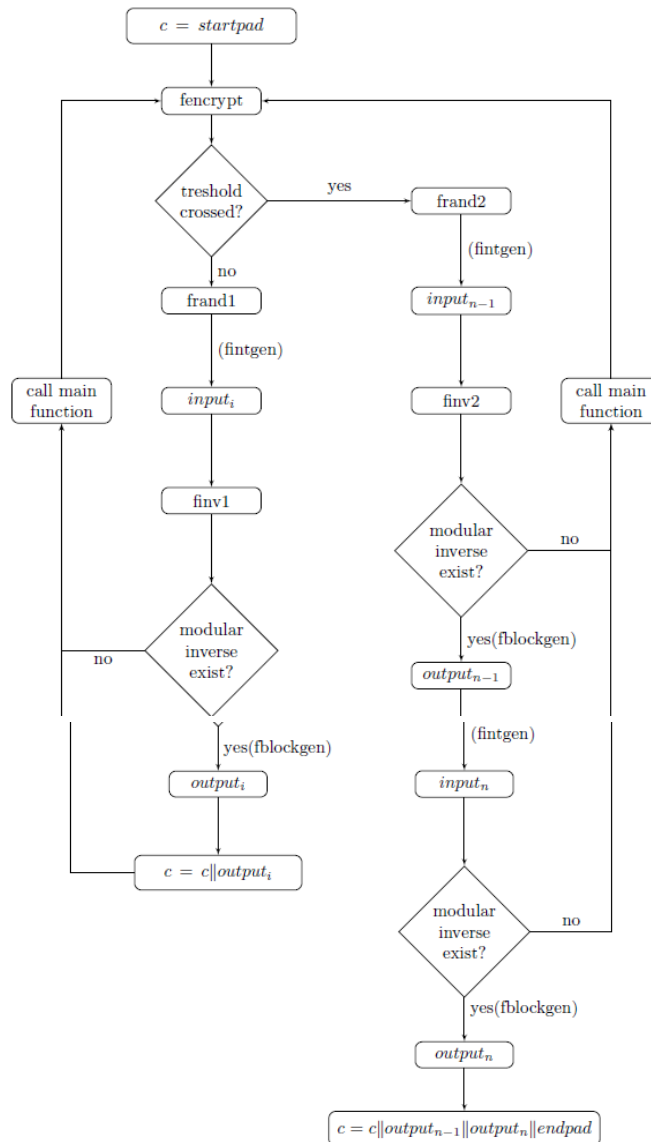 c = startpad
fencrypt
treshold
crossed?
yes
frand2
no
(fintgen)
frand1
input_{n−1}
(fintgen)
call main
function
input_i
finv2
call main
function
finv1
modular
inverse
exist?
no
modular
inverse
exist?
no
yes(fblockgen)
output_{n−1}
yes(fblockgen)
(fintgen)
output_i
input_n
c = c‖output_i
modular
inverse
exist?
no
yes(fblockgen)
output_n
c = c‖output_{n−1}‖output_n‖endpad